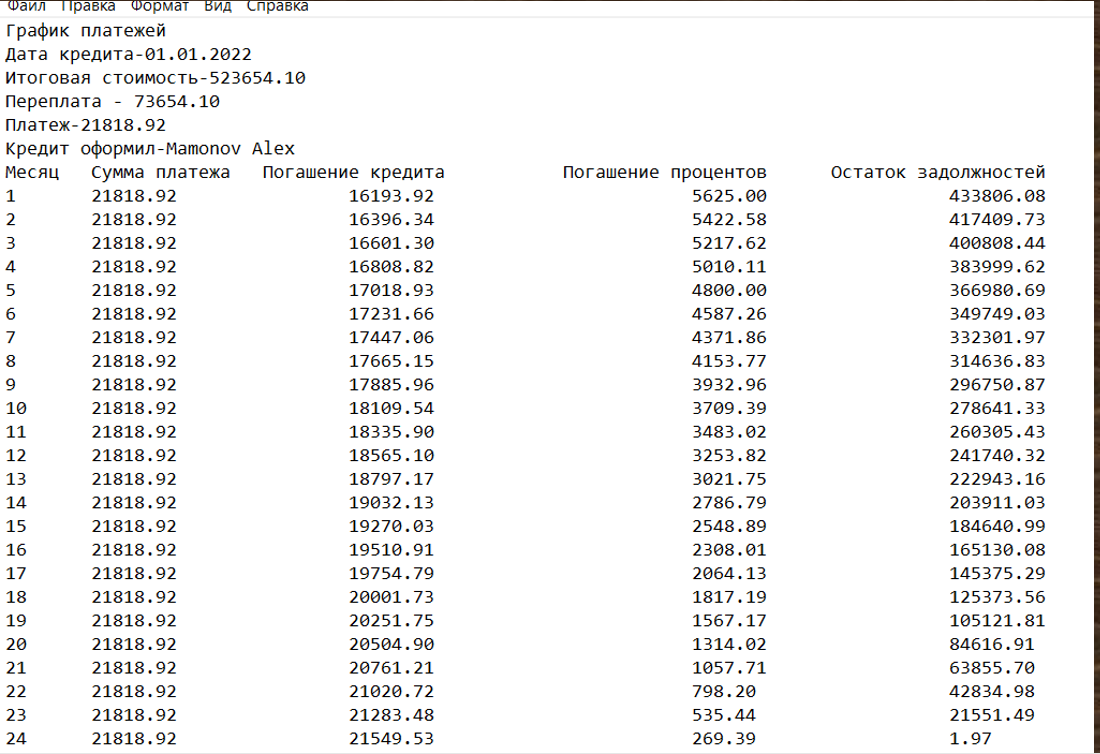 Файл Правка Формат Вид Справка
График платежей
Дата кредита-01.01.2022
Итоговая стоимость-523654.10
Переплата - 73654.10
Платеж-21818.92
Кредит оформил-Mamonov Alex
Месяц Сумма платежа Погашение кредита Погашение процентов Остаток задолжностей
1 21818.92 16193.92 5625.00 433806.08
2 21818.92 16396.34 5422.58 417409.73
3 21818.92 16601.30 5217.62 400808.44
4 21818.92 16808.82 5010.11 383999.62
5 21818.92 17018.93 4800.00 366980.69
6 21818.92 17231.66 4587.26 349749.03
7 21818.92 17447.06 4371.86 332301.97
8 21818.92 17665.15 4153.77 314636.83
9 21818.92 17885.96 3932.96 296750.87
10 21818.92 18109.54 3709.39 278641.33
11 21818.92 18335.90 3483.02 260305.43
12 21818.92 18565.10 3253.82 241740.32
13 21818.92 18797.17 3021.75 222943.16
14 21818.92 19032.13 2786.79 203911.03
15 21818.92 19270.03 2548.89 184640.99
16 21818.92 19510.91 2308.01 165130.08
17 21818.92 19754.79 2064.13 145375.29
18 21818.92 20001.73 1817.19 125373.56
19 21818.92 20251.75 1567.17 105121.81
20 21818.92 20504.90 1314.02 84616.91
21 21818.92 20761.21 1057.71 63855.70
22 21818.92 21020.72 798.20 42834.98
23 21818.92 21283.48 535.44 21551.49
24 21818.92 21549.53 269.39 1.97